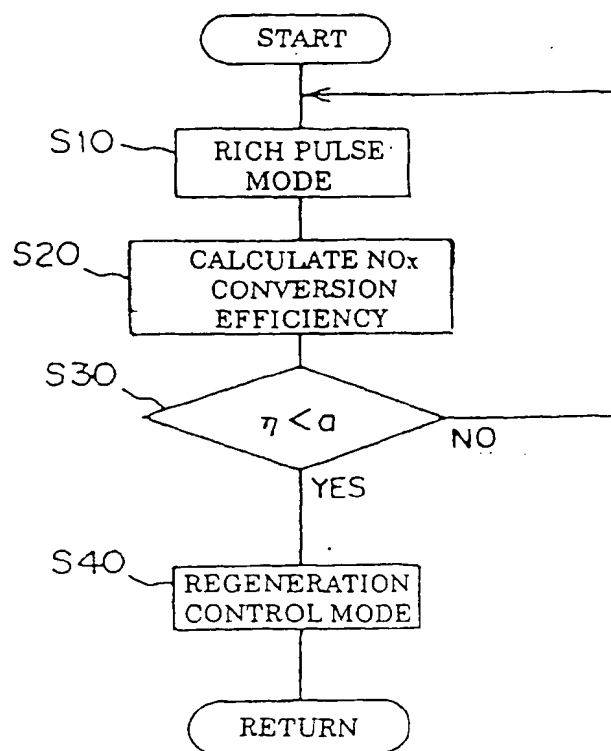 START
S10
RICH PULSE
MODE
S20
CALCULATE NOx
CONVERSION
EFFICIENCY
S30
η < a
NO
YES
S40
REGENERATION
CONTROL MODE
RETURN